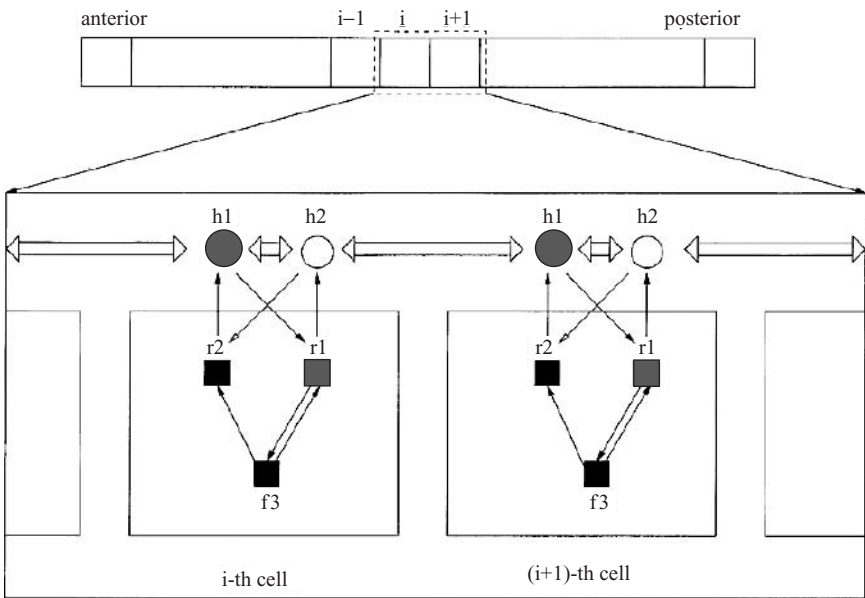 anterior i−1 i i+1 posterior
h1 h2 h1 h2
r2 r1 r2 r1
f3 f3
i-th cell (i+1)-th cell